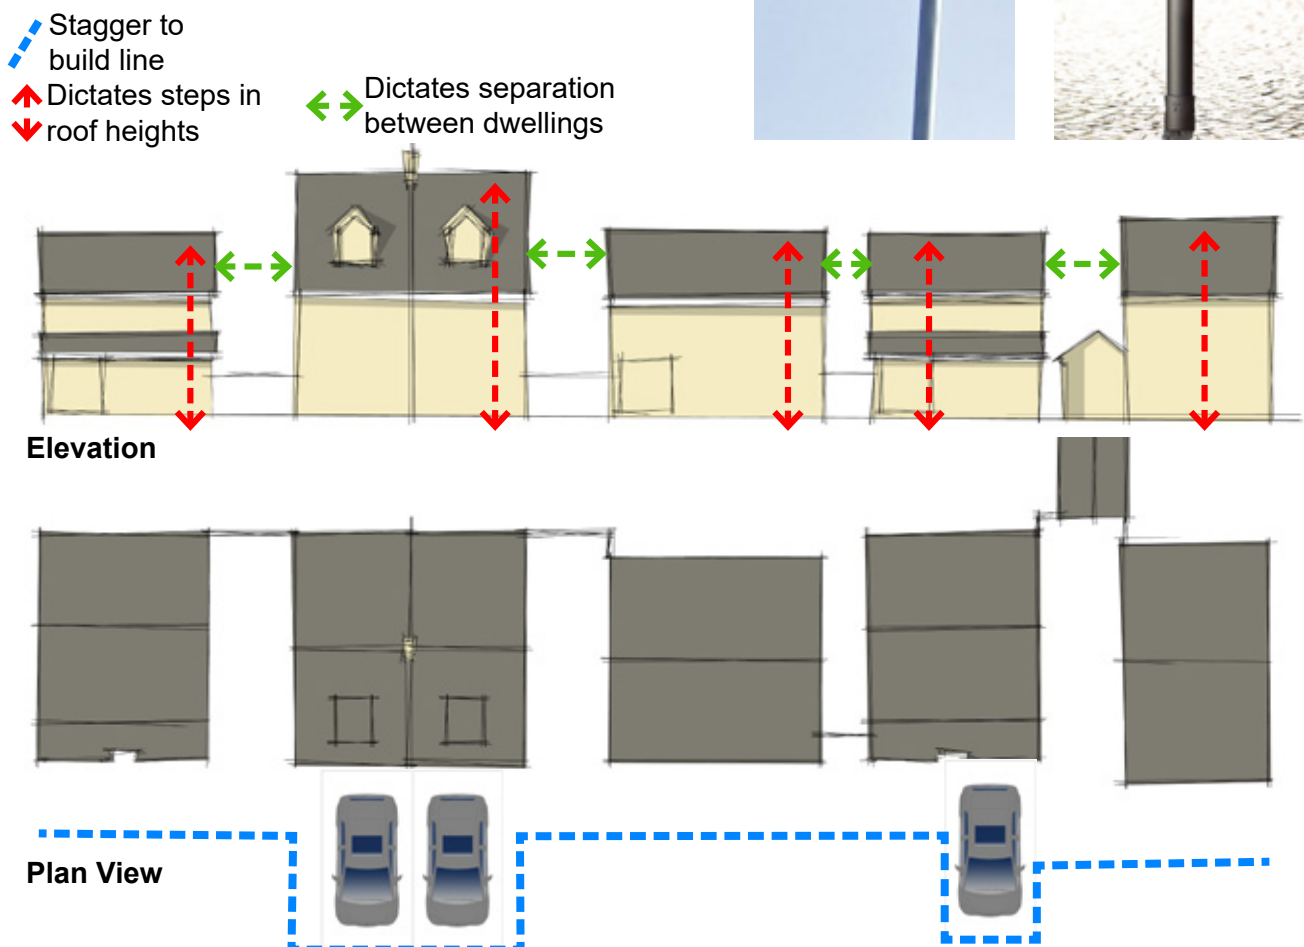 Stagger to
build line
Dictates steps in
roof heights
Dictates separation
between dwellings
Elevation
Plan View